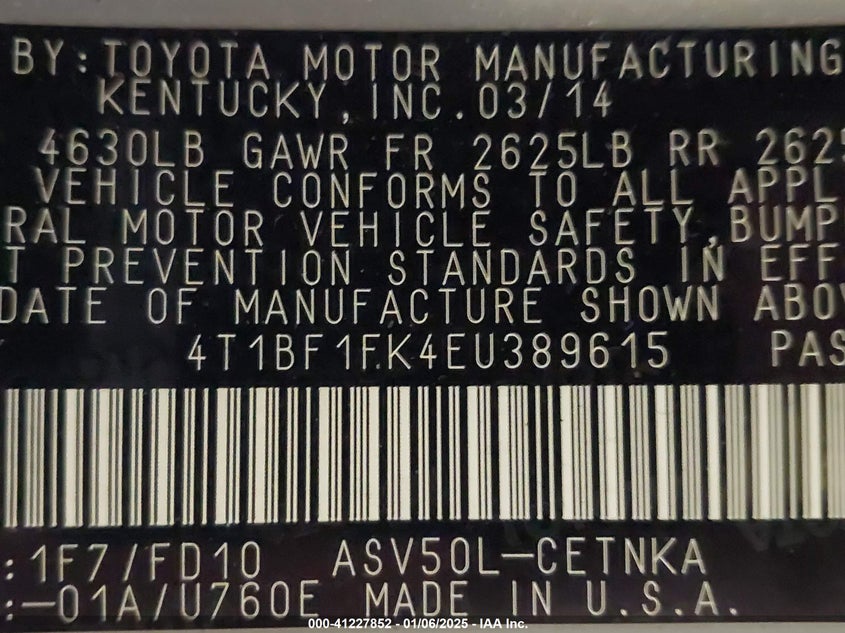 BY:TOYOTA MOTOR MANUFACTURING
KENTUCKY,INC.03/14
4630LB GAWR FR 2625LB RR 2625
VEHICLE CONFORMS TO ALL APPL
RAL MOTOR VEHICLE SAFETY,BUMP
T PREVENTION STANDARDS IN EFF
DATE OF MANUFACTURE SHOWN ABOV
4T1BF1FK4EU389615 PAS
:1F7/FD10 ASV50L-CETNKA
:-01A/U760E MADE IN U.S.A.
000-41227852 - 01/06/2025 - IAA Inc.